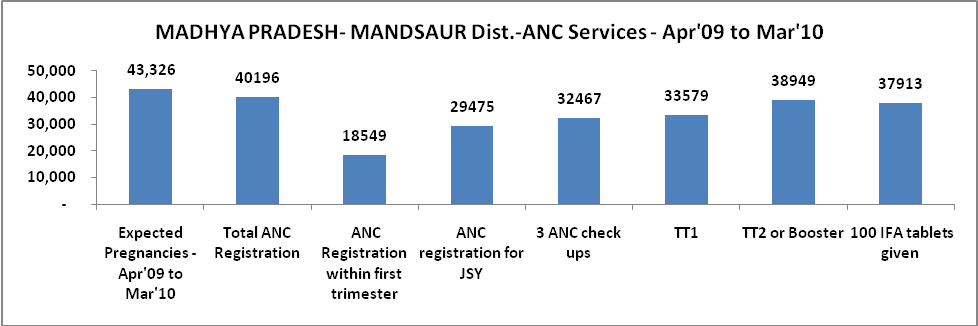 MADHYA PRADESH- MANDSAUR Dist.-ANC Services - Apr'09 to Mar'10
50,000
40,000
30,000
20,000
10,000
-
43,326
40196
18549
29475
32467
33579
38949
37913
Expected
Pregnancies -
Apr'09 to
Mar'10
Total ANC
Registration
ANC
Registration
within first
trimester
ANC
registration for
JSY
3 ANC check
ups
TT1
TT2 or Booster
100 IFA tablets
given